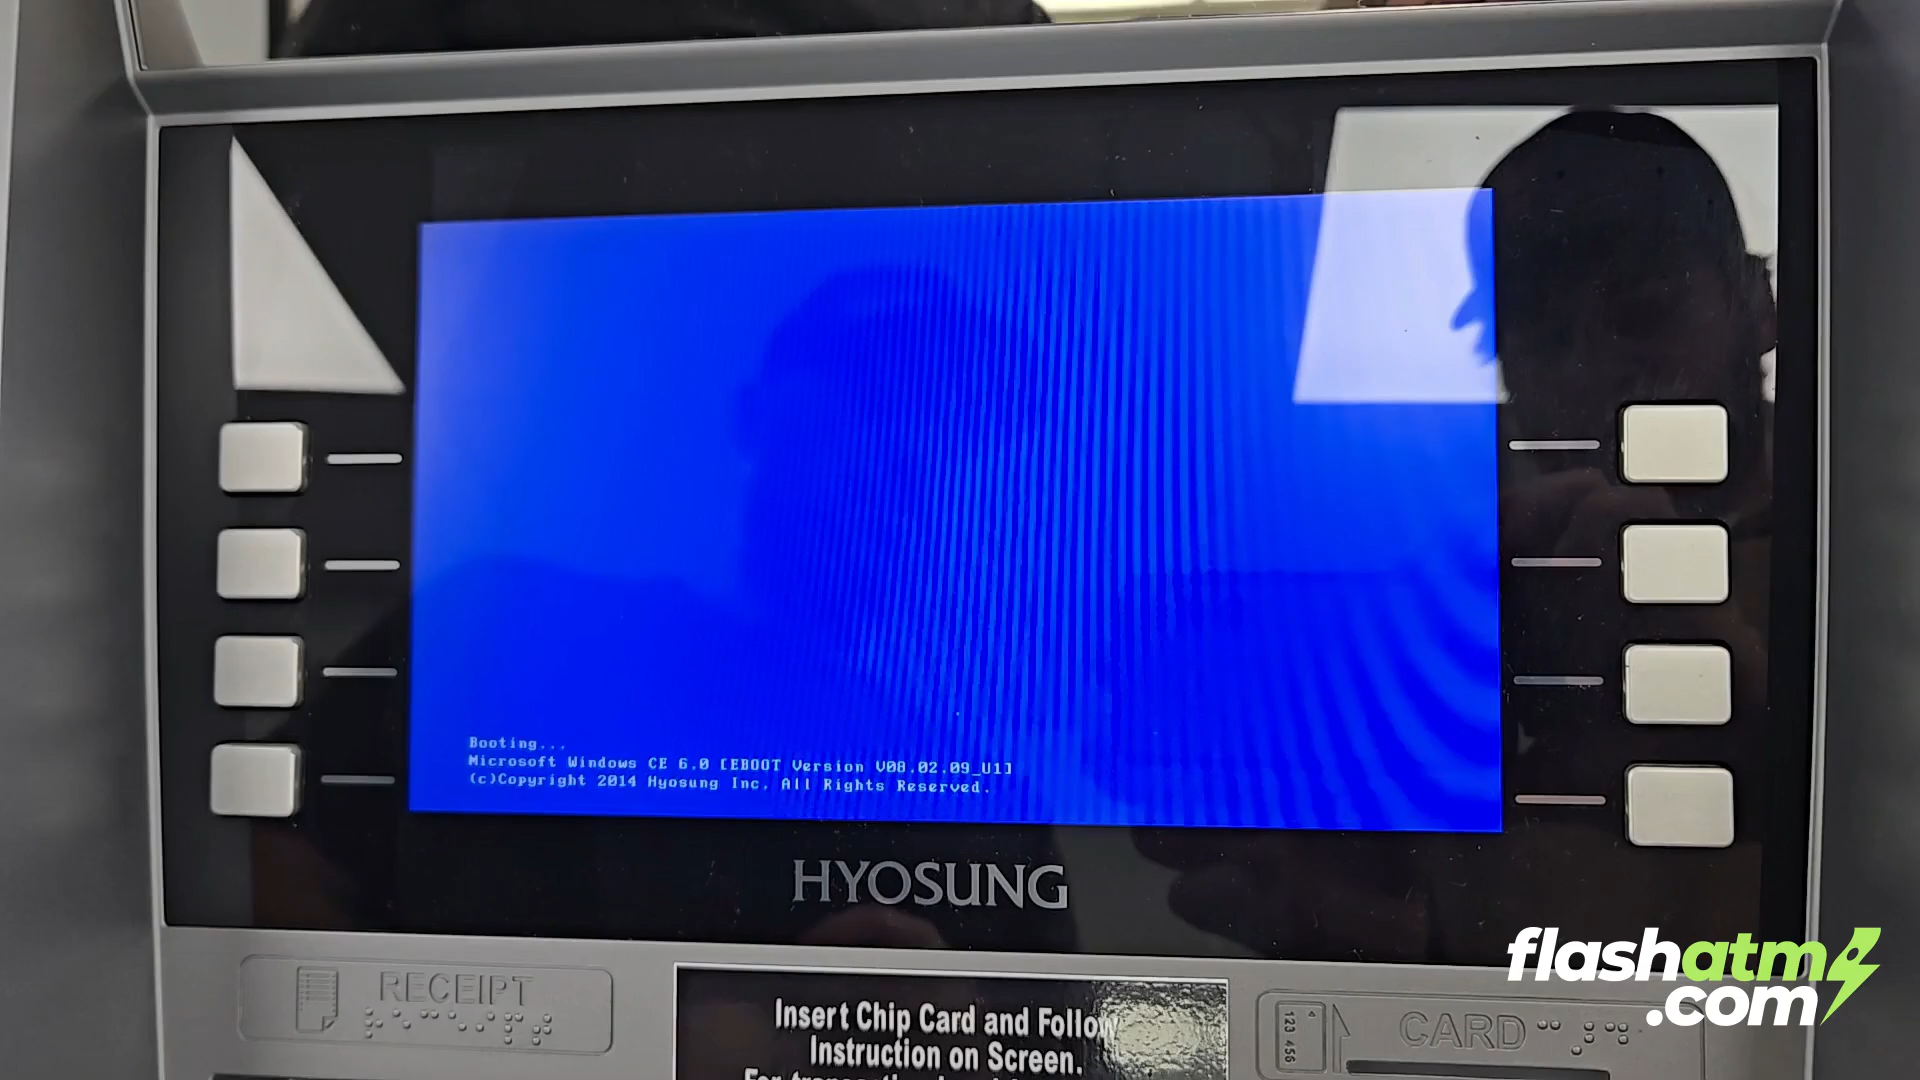 Booting...
Microsoft Windows CE 6.0 [EBOOT Version V08.02.09_U1]
(c)Copyright 2014 Hyosung Inc. All Rights Reserved.
HYOSUNG
RECEIPT
Insert Chip Card and Follow
Instruction on Screen.
123 456
CARD
flashatm
.com